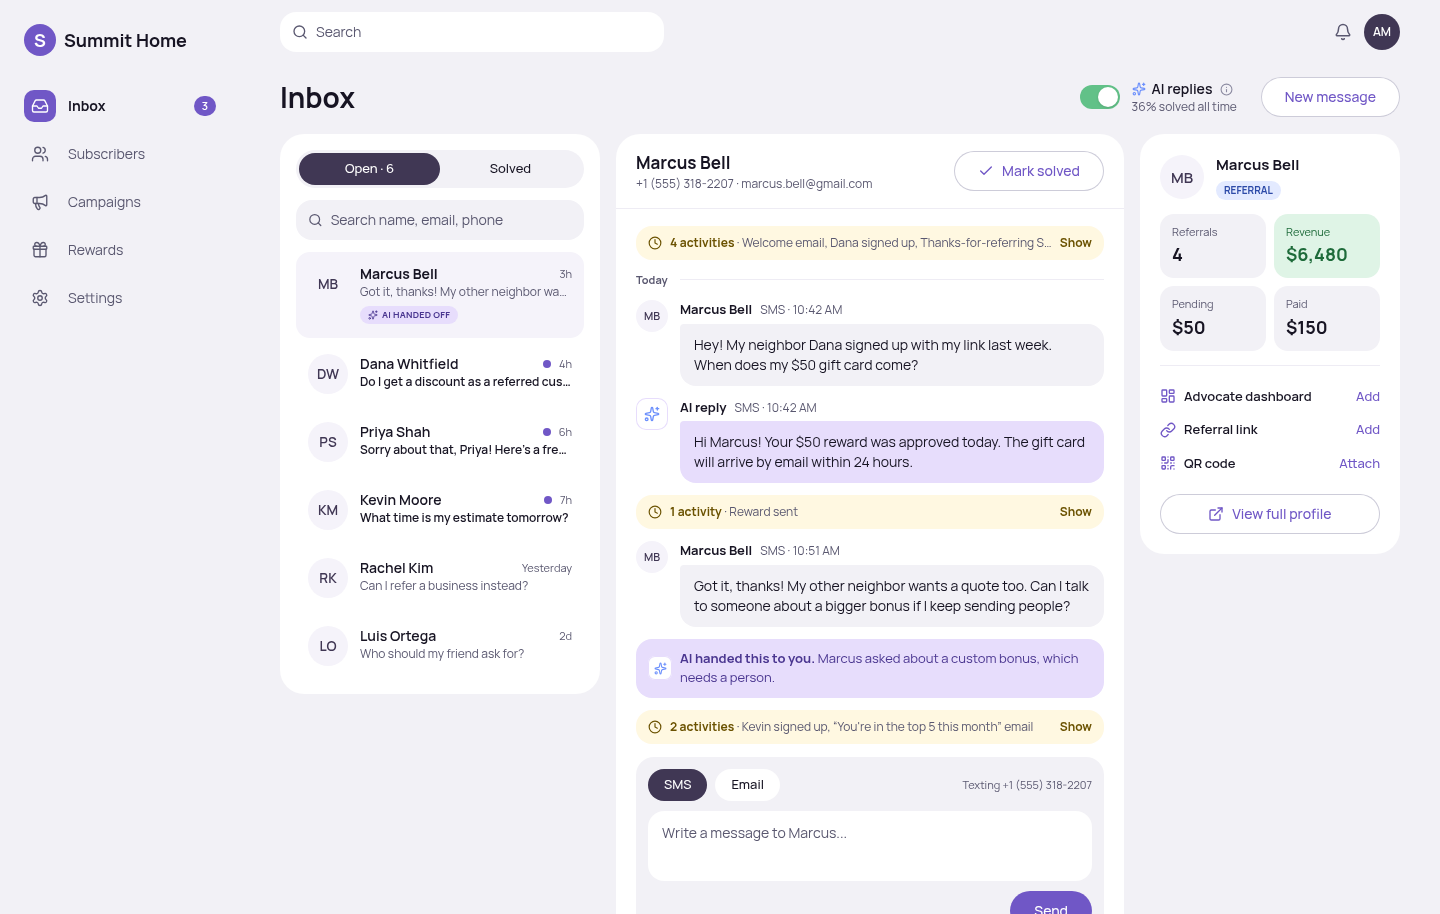 S Summit Home
Search
AM
Inbox 3
Subscribers
Campaigns
Rewards
Settings
Inbox
AI replies
36% solved all time
New message
Open · 6
Solved
Search name, email, phone
MB
Marcus Bell 3h
Got it, thanks! My other neighbor wa...
AI HANDED OFF
DW
Dana Whitfield 4h
Do I get a discount as a referred cus...
PS
Priya Shah 6h
Sorry about that, Priya! Here's a fre...
KM
Kevin Moore 7h
What time is my estimate tomorrow?
RK
Rachel Kim Yesterday
Can I refer a business instead?
LO
Luis Ortega 2d
Who should my friend ask for?
Marcus Bell
+1 (555) 318-2207 · marcus.bell@gmail.com
Mark solved
4 activities · Welcome email, Dana signed up, Thanks-for-referring S... Show
Today
MB
Marcus Bell SMS · 10:42 AM
Hey! My neighbor Dana signed up with my link last week.
When does my $50 gift card come?
AI reply SMS · 10:42 AM
Hi Marcus! Your $50 reward was approved today. The gift card
will arrive by email within 24 hours.
1 activity · Reward sent Show
MB
Marcus Bell SMS · 10:51 AM
Got it, thanks! My other neighbor wants a quote too. Can I talk
to someone about a bigger bonus if I keep sending people?
AI handed this to you. Marcus asked about a custom bonus, which
needs a person.
2 activities · Kevin signed up, “You’re in the top 5 this month” email Show
SMS Email Texting +1 (555) 318-2207
Write a message to Marcus...
Send
MB
Marcus Bell
REFERRAL
Referrals
4
Revenue
$6,480
Pending
$50
Paid
$150
Advocate dashboard Add
Referral link Add
QR code Attach
View full profile